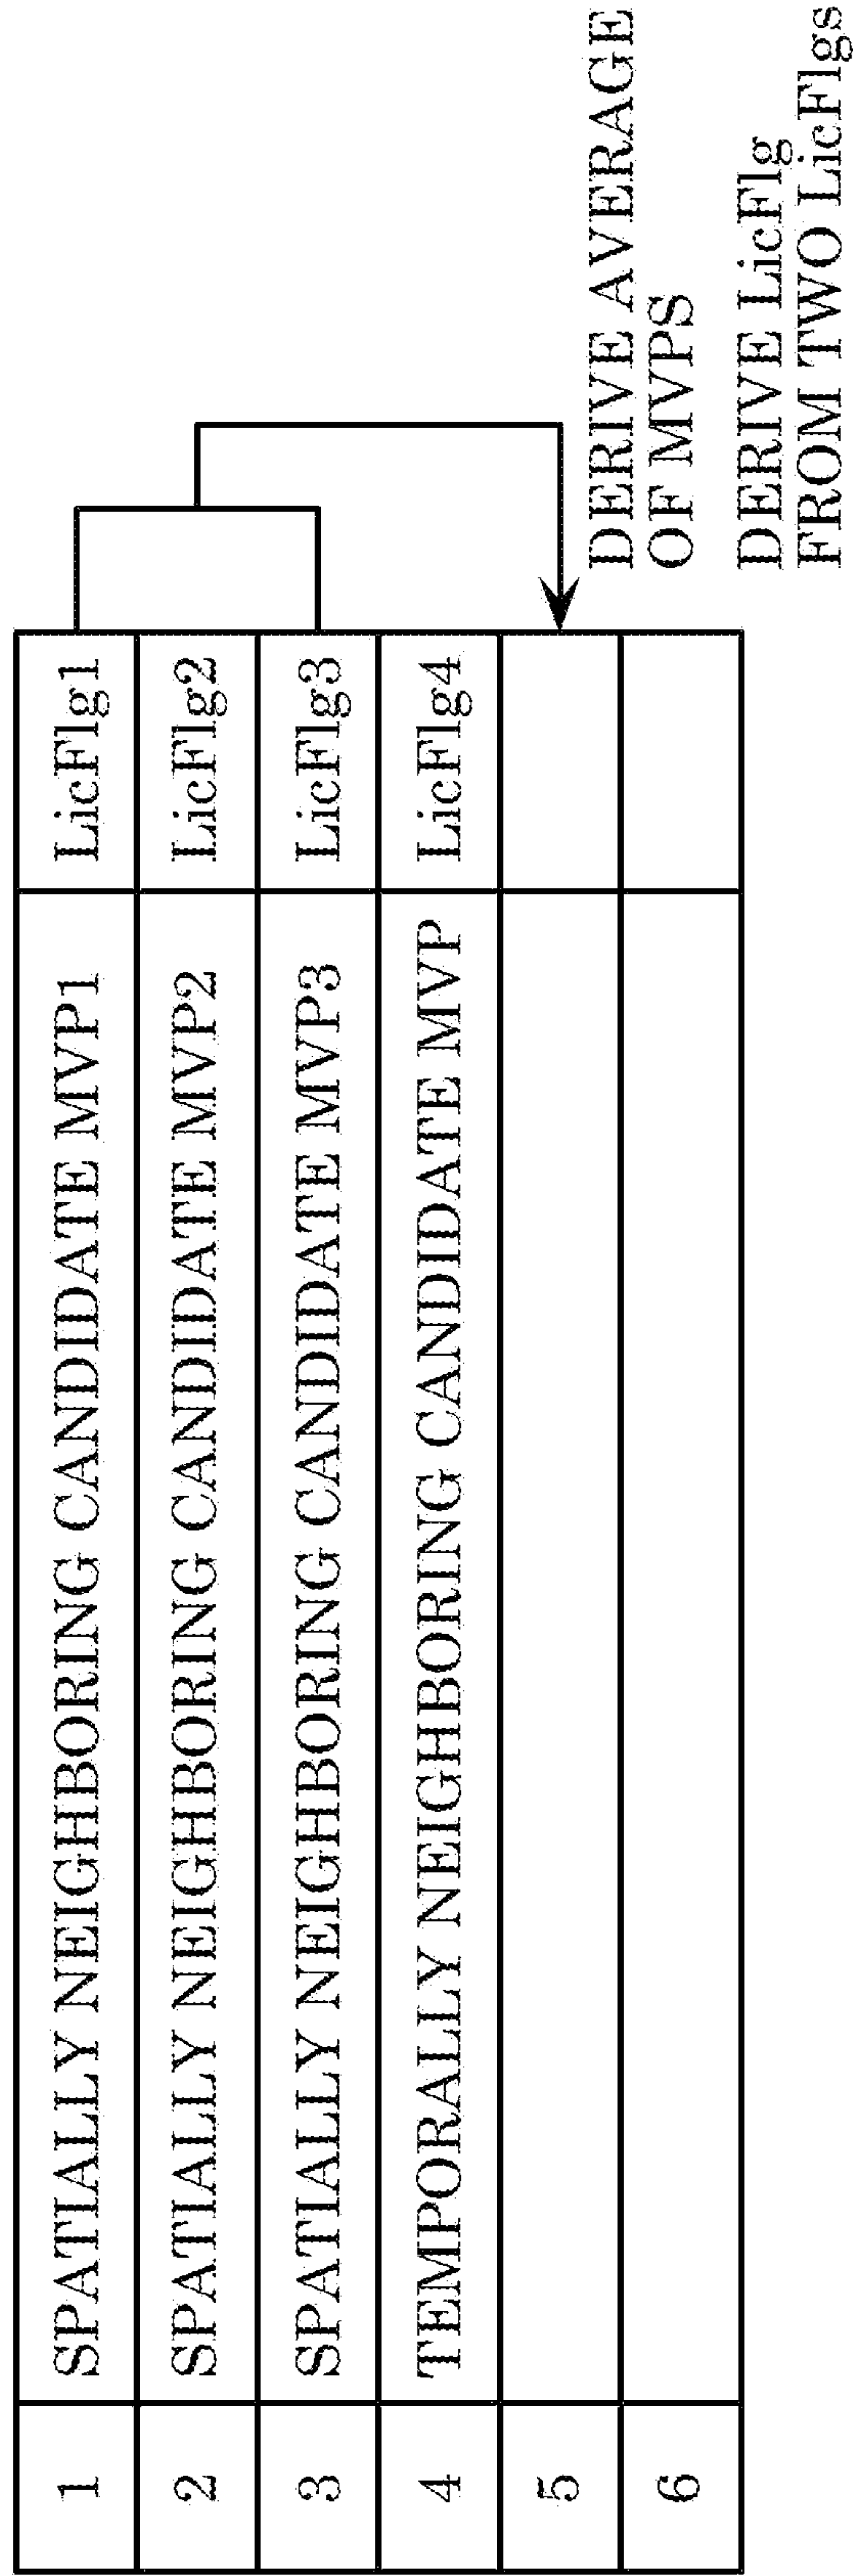 1 SPATIALLY NEIGHBORING CANDIDATE MVP1 LicFlg1
2 SPATIALLY NEIGHBORING CANDIDATE MVP2 LicFlg2
3 SPATIALLY NEIGHBORING CANDIDATE MVP3 LicFlg3
4 TEMPORALLY NEIGHBORING CANDIDATE MVP LicFlg4
5
6
DERIVE AVERAGE
OF MVPS
DERIVE LicFlg
FROM TWO LicFlgs